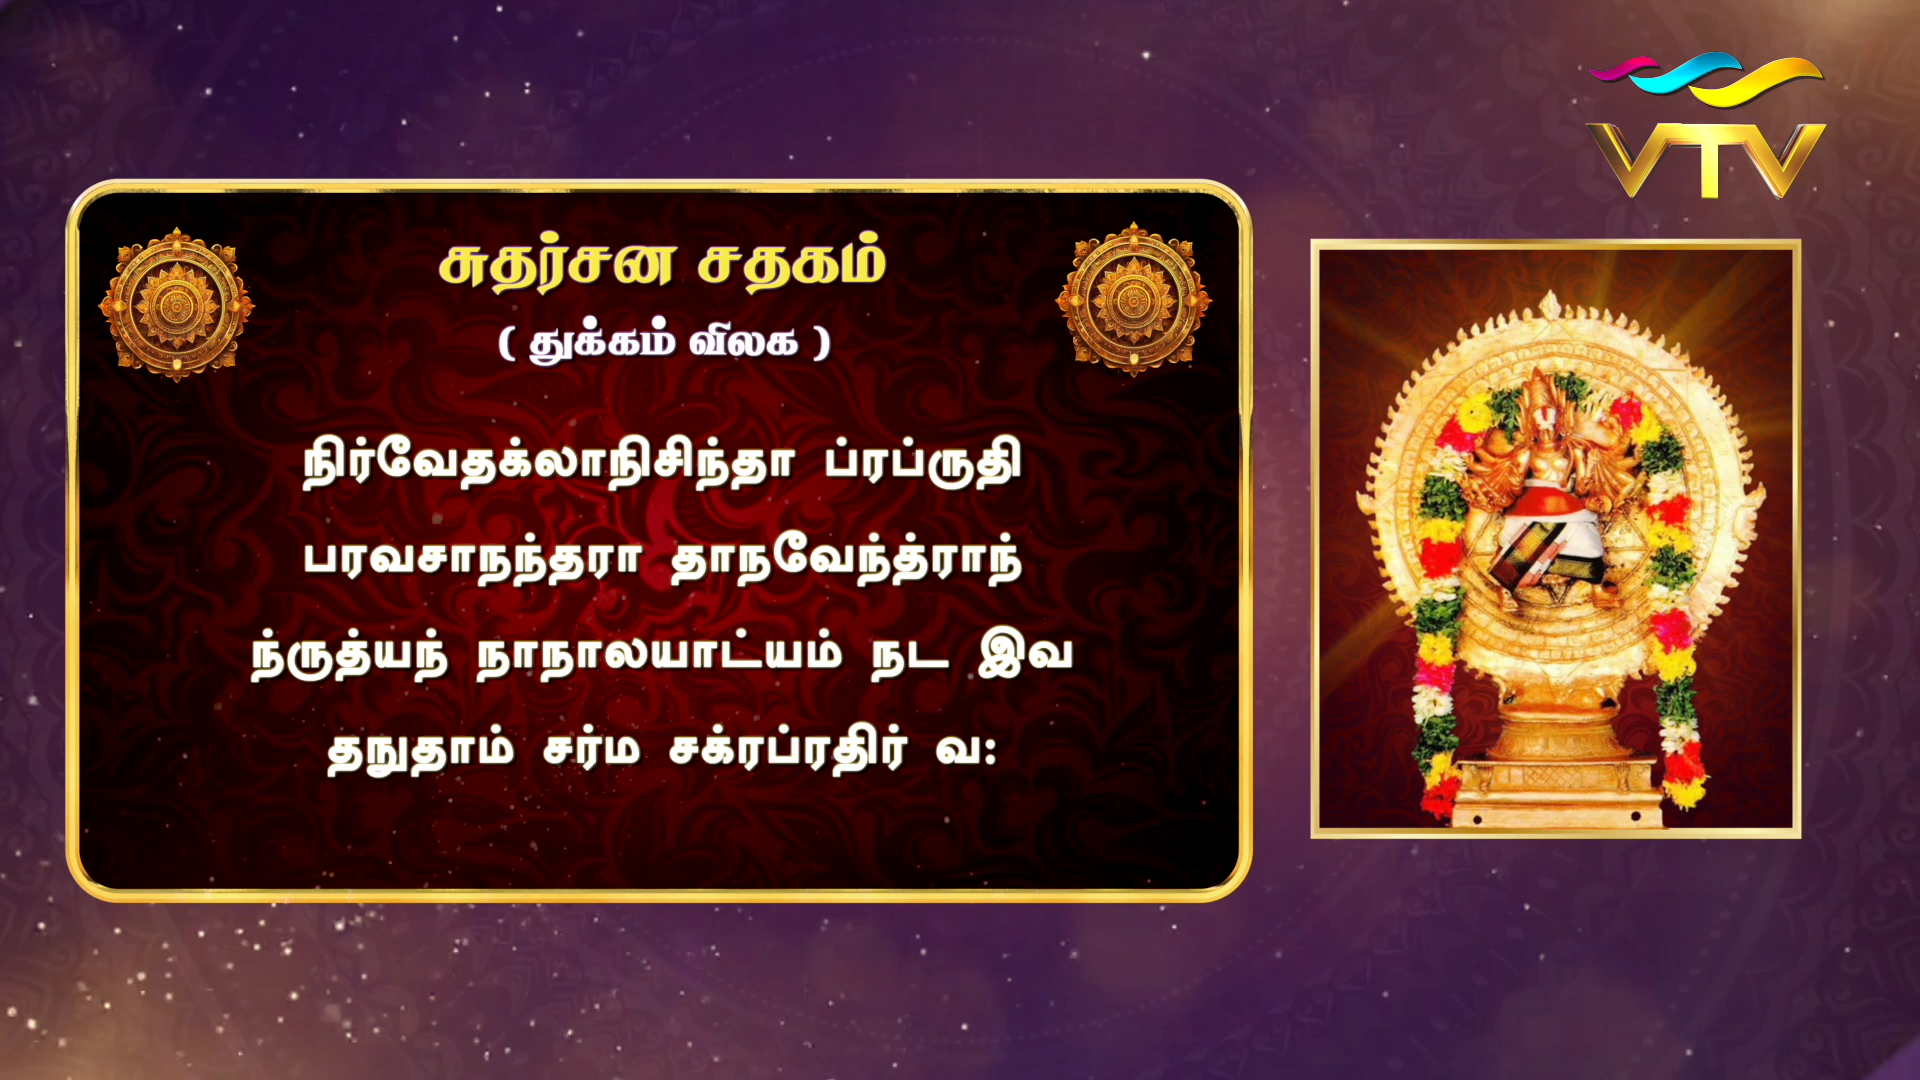 VTV
சுதர்சன சதகம்
( துக்கம் விலக )
நிர்வேதக்லாநிசிந்தா ப்ரப்ருதி
பரவசாநந்தரா தாநவேந்த்ராந்
ந்ருத்யந் நாநாலயாட்யம் நட இவ
தநுதாம் சர்ம சக்ரப்ரதிர் வ: